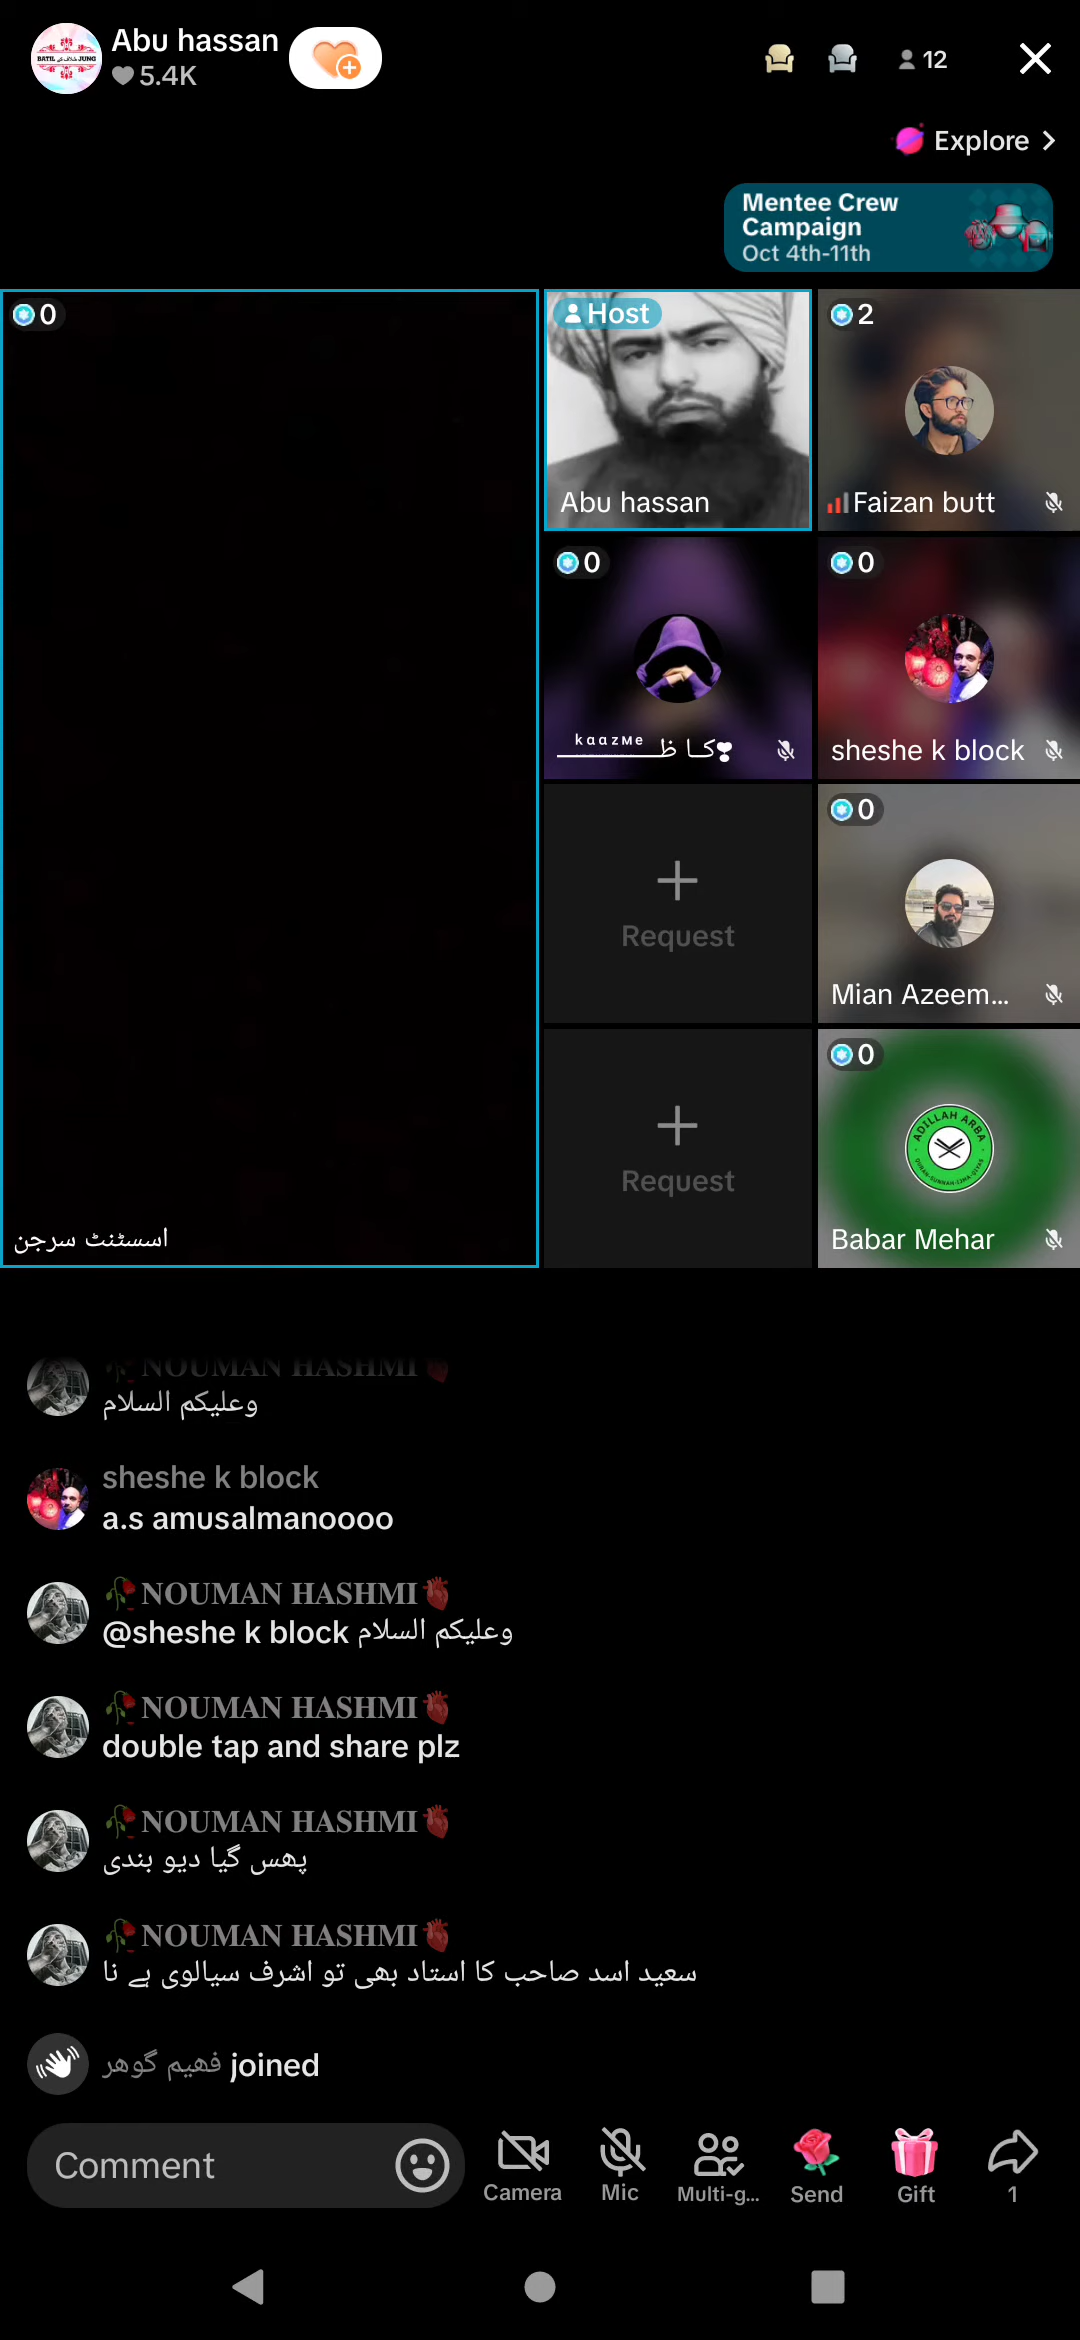 Abu hassan
5.4K
12
Explore
Mentee Crew
Campaign
Oct 4th-11th
0
اسسٹنٹ سرجن
Host
Abu hassan
2
Faizan butt
0
kaazMe
کاظ
0
sheshe k block
Request
0
Mian Azeem...
Request
0
ADILLAH ARBA
Babar Mehar
NOUMAN HASHMI
وعلیکم السلام
sheshe k block
a.s amusalmanoooo
NOUMAN HASHMI
@sheshe k block وعلیکم السلام
NOUMAN HASHMI
double tap and share plz
NOUMAN HASHMI
پھس گیا دیو بندی
NOUMAN HASHMI
سعید اسد صاحب کا استاد بھی تو اشرف سیالوی ہے نا
فھیم گوھر joined
Comment
Camera
Mic
Multi-g...
Send
Gift
1